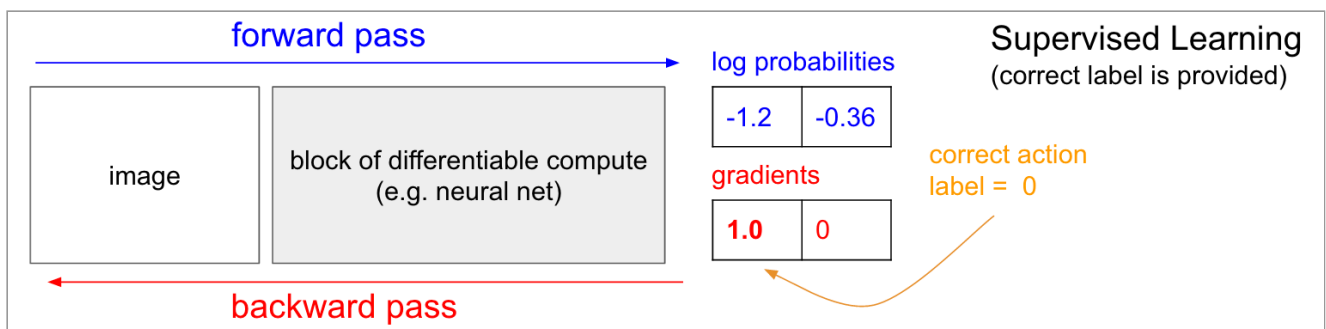 forward pass
Supervised Learning
(correct label is provided)
log probabilities
-1.2 -0.36
image
block of differentiable compute
(e.g. neural net)
correct action
label = 0
gradients
1.0 0
backward pass